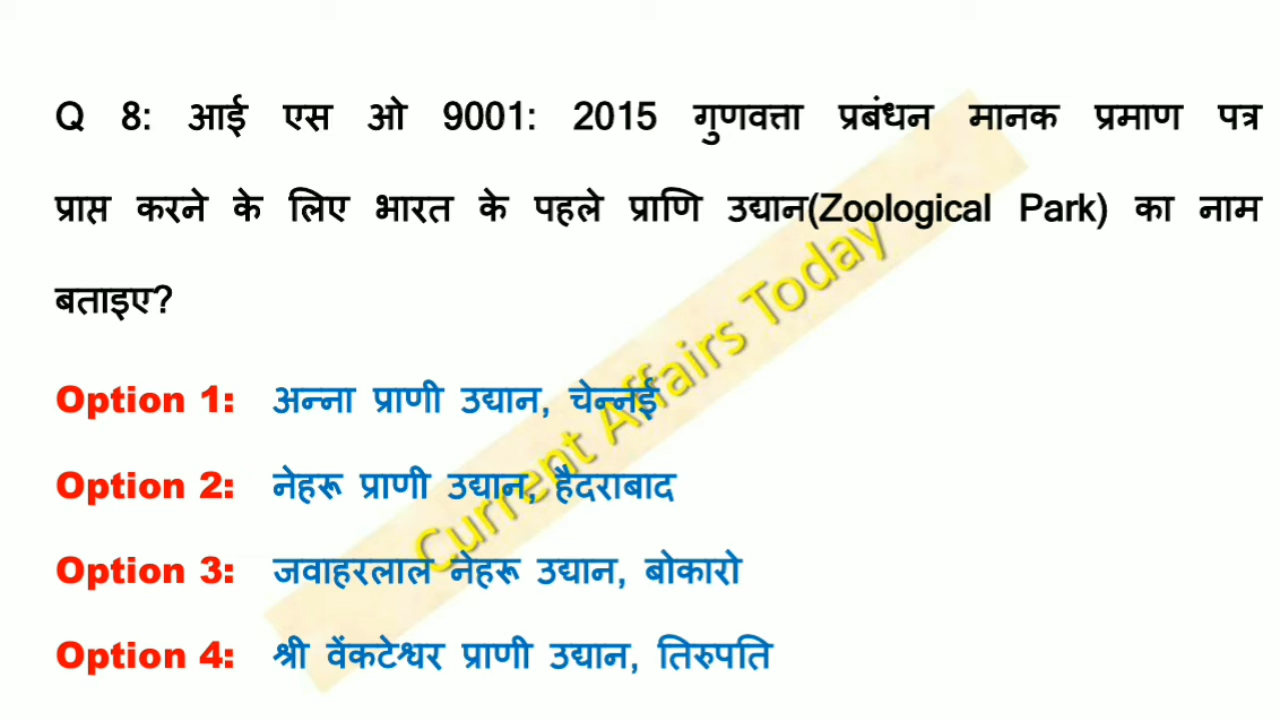 Q 8: आई एस ओ 9001: 2015 गुणवत्ता प्रबंधन मानक प्रमाण पत्र
प्राप्त करने के लिए भारत के पहले प्राणि उद्यान(Zoological Park) का नाम
बताइए?
Option 1: अन्ना प्राणी उद्यान, चेन्नई
Option 2: नेहरू प्राणी उद्यान, हैदराबाद
Option 3: जवाहरलाल नेहरू उद्यान, बोकारो
Option 4: श्री वेंकटेश्वर प्राणी उद्यान, तिरुपति
Current Affairs Today